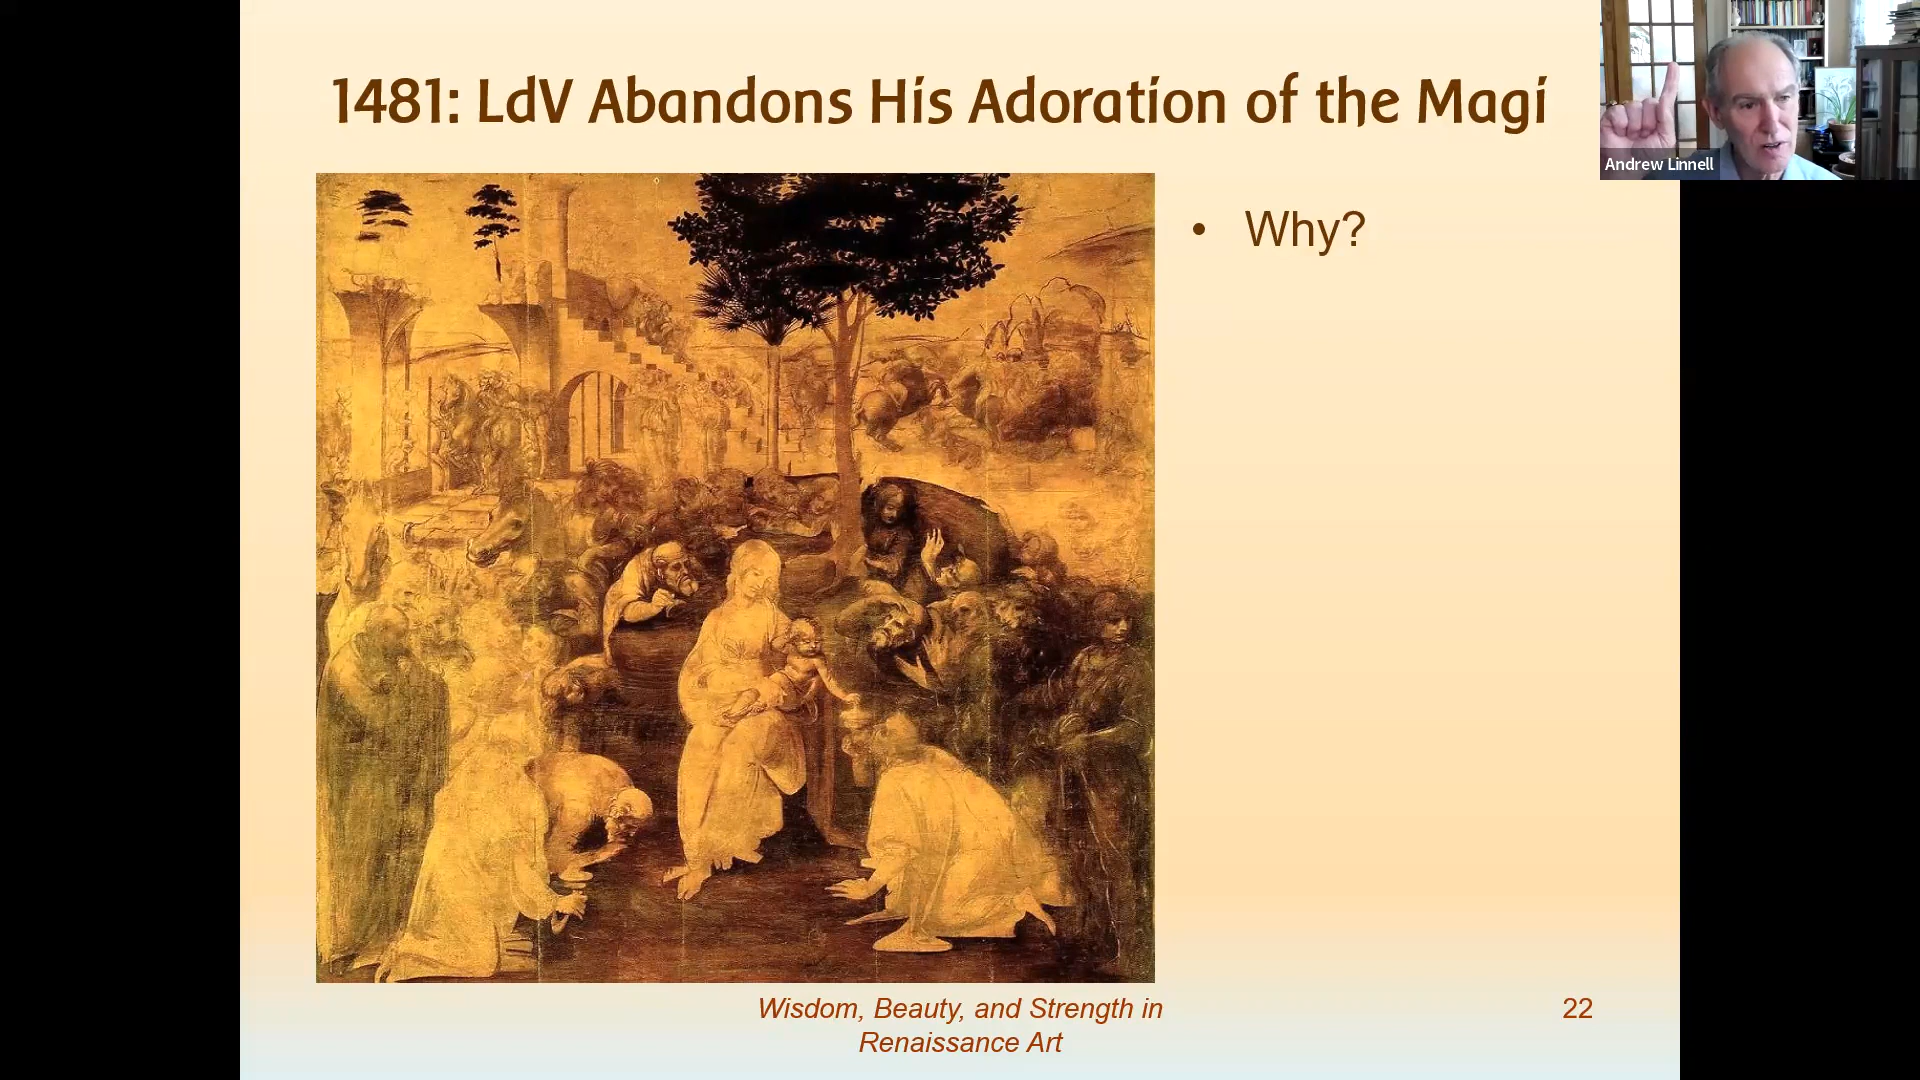 1481: LdV Abandons His Adoration of the Magi
Andrew Linnell
• Why?
Wisdom, Beauty, and Strength in
Renaissance Art
22